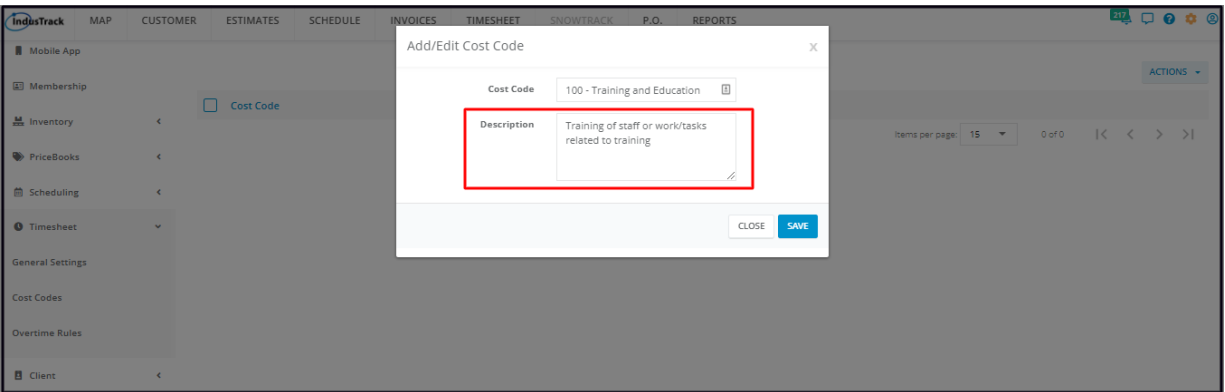 IndusTrack MAP CUSTOMER ESTIMATES SCHEDULE INVOICES TIMESHEET SNOWTRACK P.O. REPORTS 217
Mobile App
Membership
Inventory
PriceBooks
Scheduling
Timesheet
General Settings
Cost Codes
Overtime Rules
Client
ACTIONS
Cost Code
Items per page: 15 0 of 0
Add/Edit Cost Code X
Cost Code 100 - Training and Education
Description Training of staff or work/tasks
related to training
CLOSE SAVE